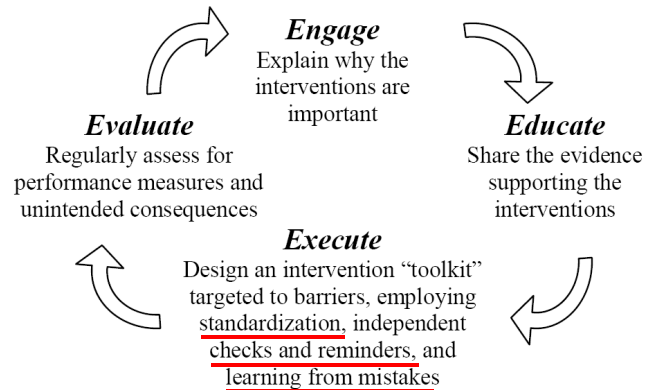 Engage
Explain why the
interventions are
important
Educate
Share the evidence
supporting the
interventions
Execute
Design an intervention “toolkit”
targeted to barriers, employing
standardization, independent
checks and reminders, and
learning from mistakes
Evaluate
Regularly assess for
performance measures and
unintended consequences